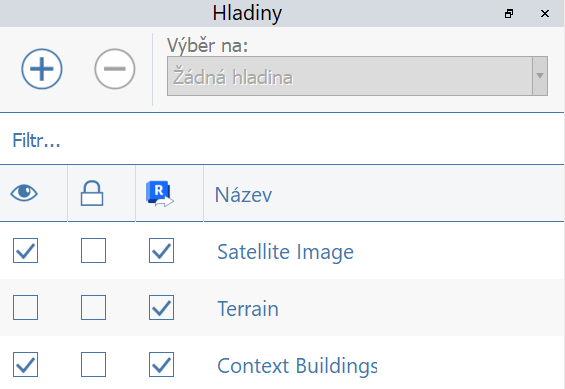 Hladiny
Výběr na:
Žádná hladina
Filtr...
R
Název
Satellite Image
Terrain
Context Buildings